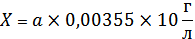 X = a × 0,00355 × 10 г/л